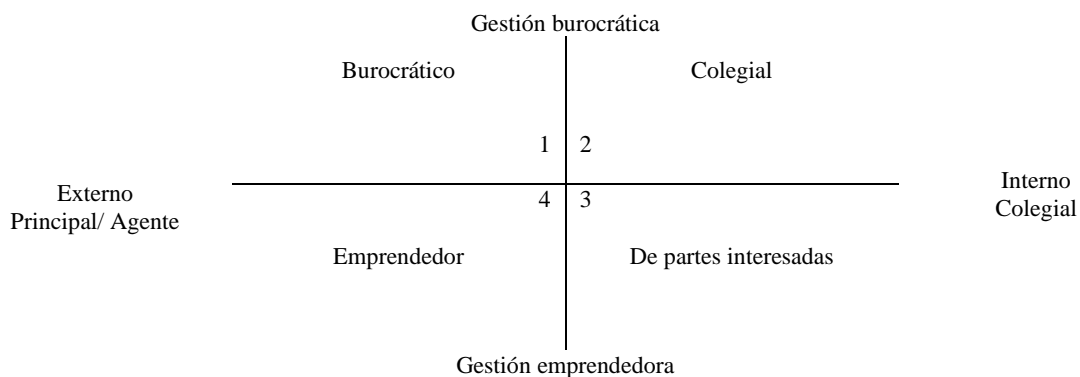 Gestión burocrática
Burocrático
Colegial
1
2
Externo
Principal/ Agente
4
3
Interno
Colegial
Emprendedor
De partes interesadas
Gestión emprendedora